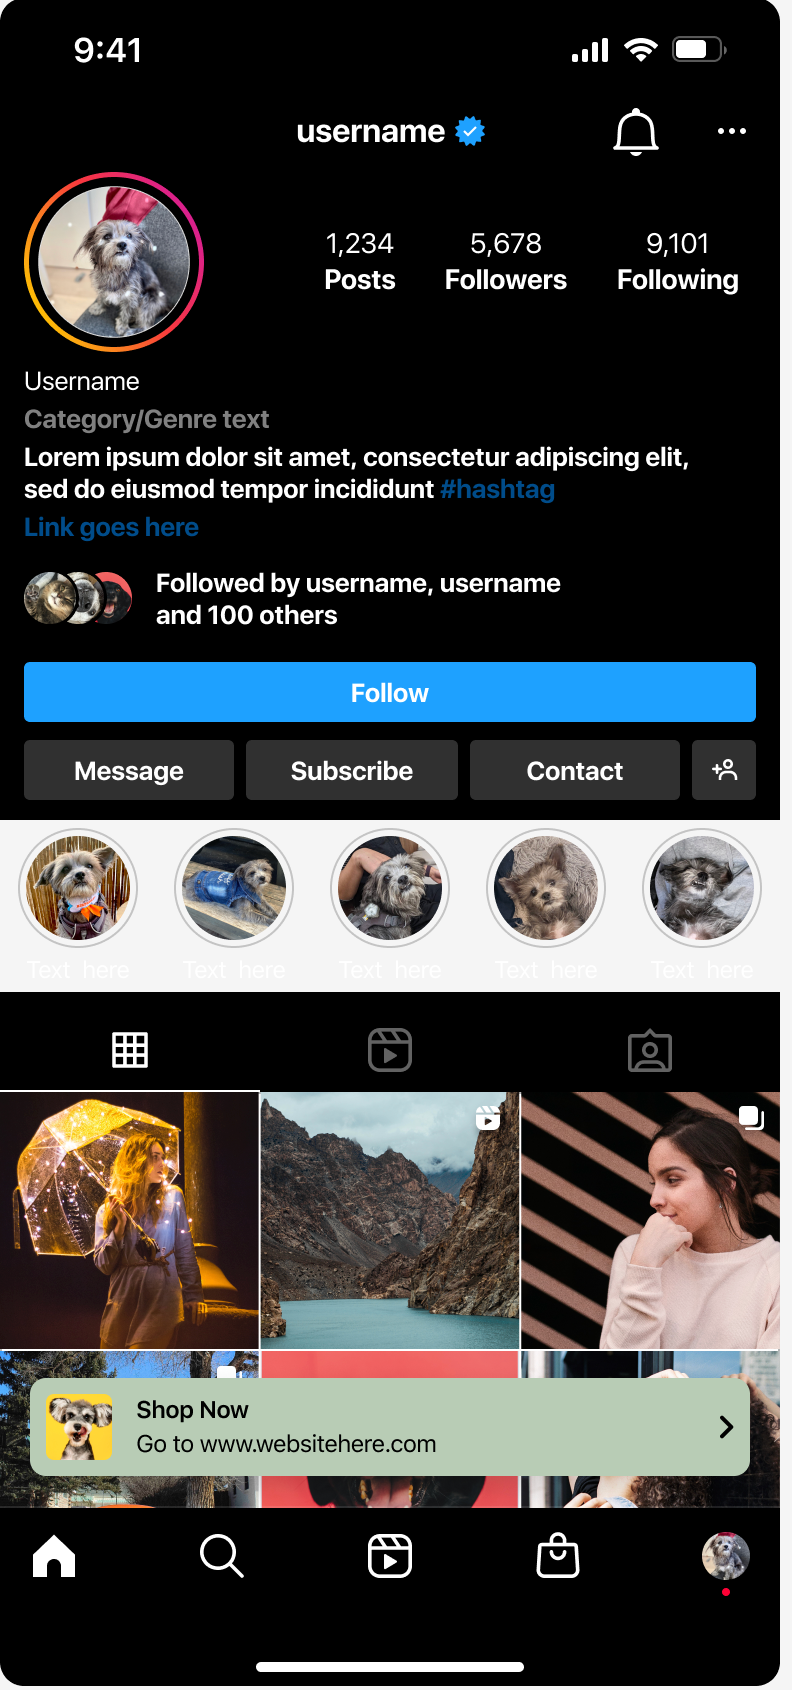 9:41
username
1,234 5,678 9,101
Posts Followers Following
Username
Category/Genre text
Lorem ipsum dolor sit amet, consectetur adipiscing elit,
sed do eiusmod tempor incididunt #hashtag
Link goes here
Followed by username, username
and 100 others
Follow
Message Subscribe Contact
Text here Text here Text here Text here Text here
Shop Now
Go to www.websitehere.com